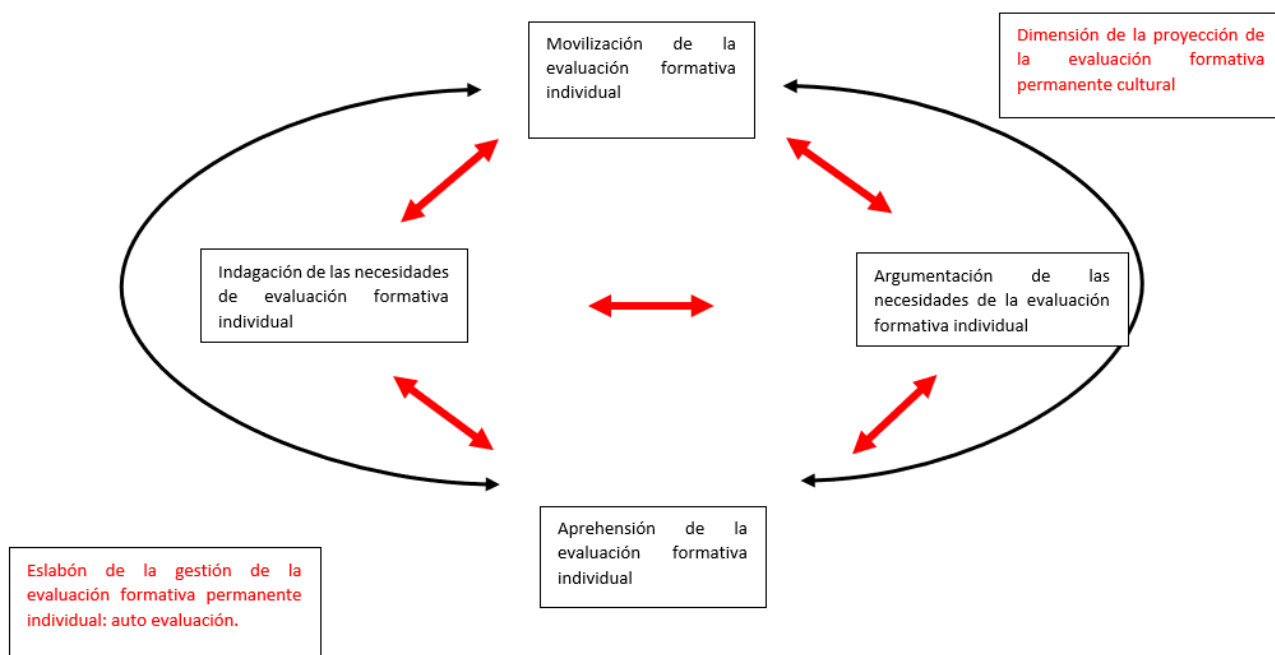 Movilización de la
evaluación formativa
individual
Dimensión de la proyección de
la evaluación formativa
permanente cultural
Indagación de las necesidades
de evaluación formativa
individual
Argumentación de las
necesidades de la evaluación
formativa individual
Aprehensión de la
evaluación formativa
individual
Eslabón de la gestión de la
evaluación formativa permanente
individual: auto evaluación.